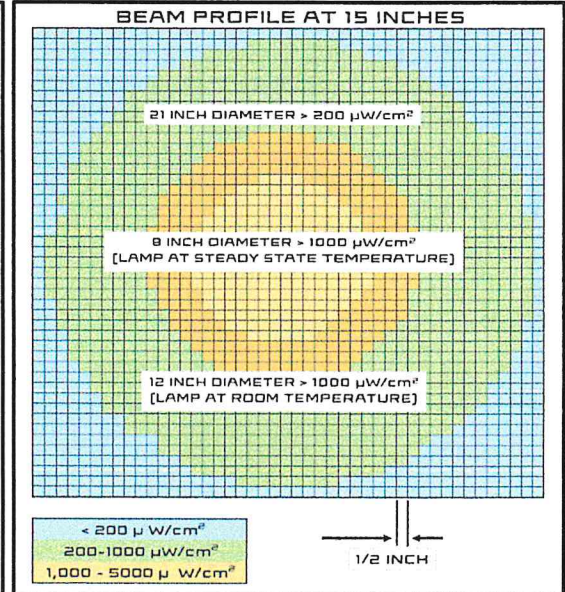 BEAM PROFILE AT 15 INCHES
21 INCH DIAMETER > 200 µW/cm²
8 INCH DIAMETER > 1000 µW/cm²
[LAMP AT STEADY STATE TEMPERATURE]
12 INCH DIAMETER > 1000 µW/cm²
[LAMP AT ROOM TEMPERATURE]
< 200 µ W/cm²
200-1000 µW/cm²
1,000 - 5000 µ W/cm²
1/2 INCH